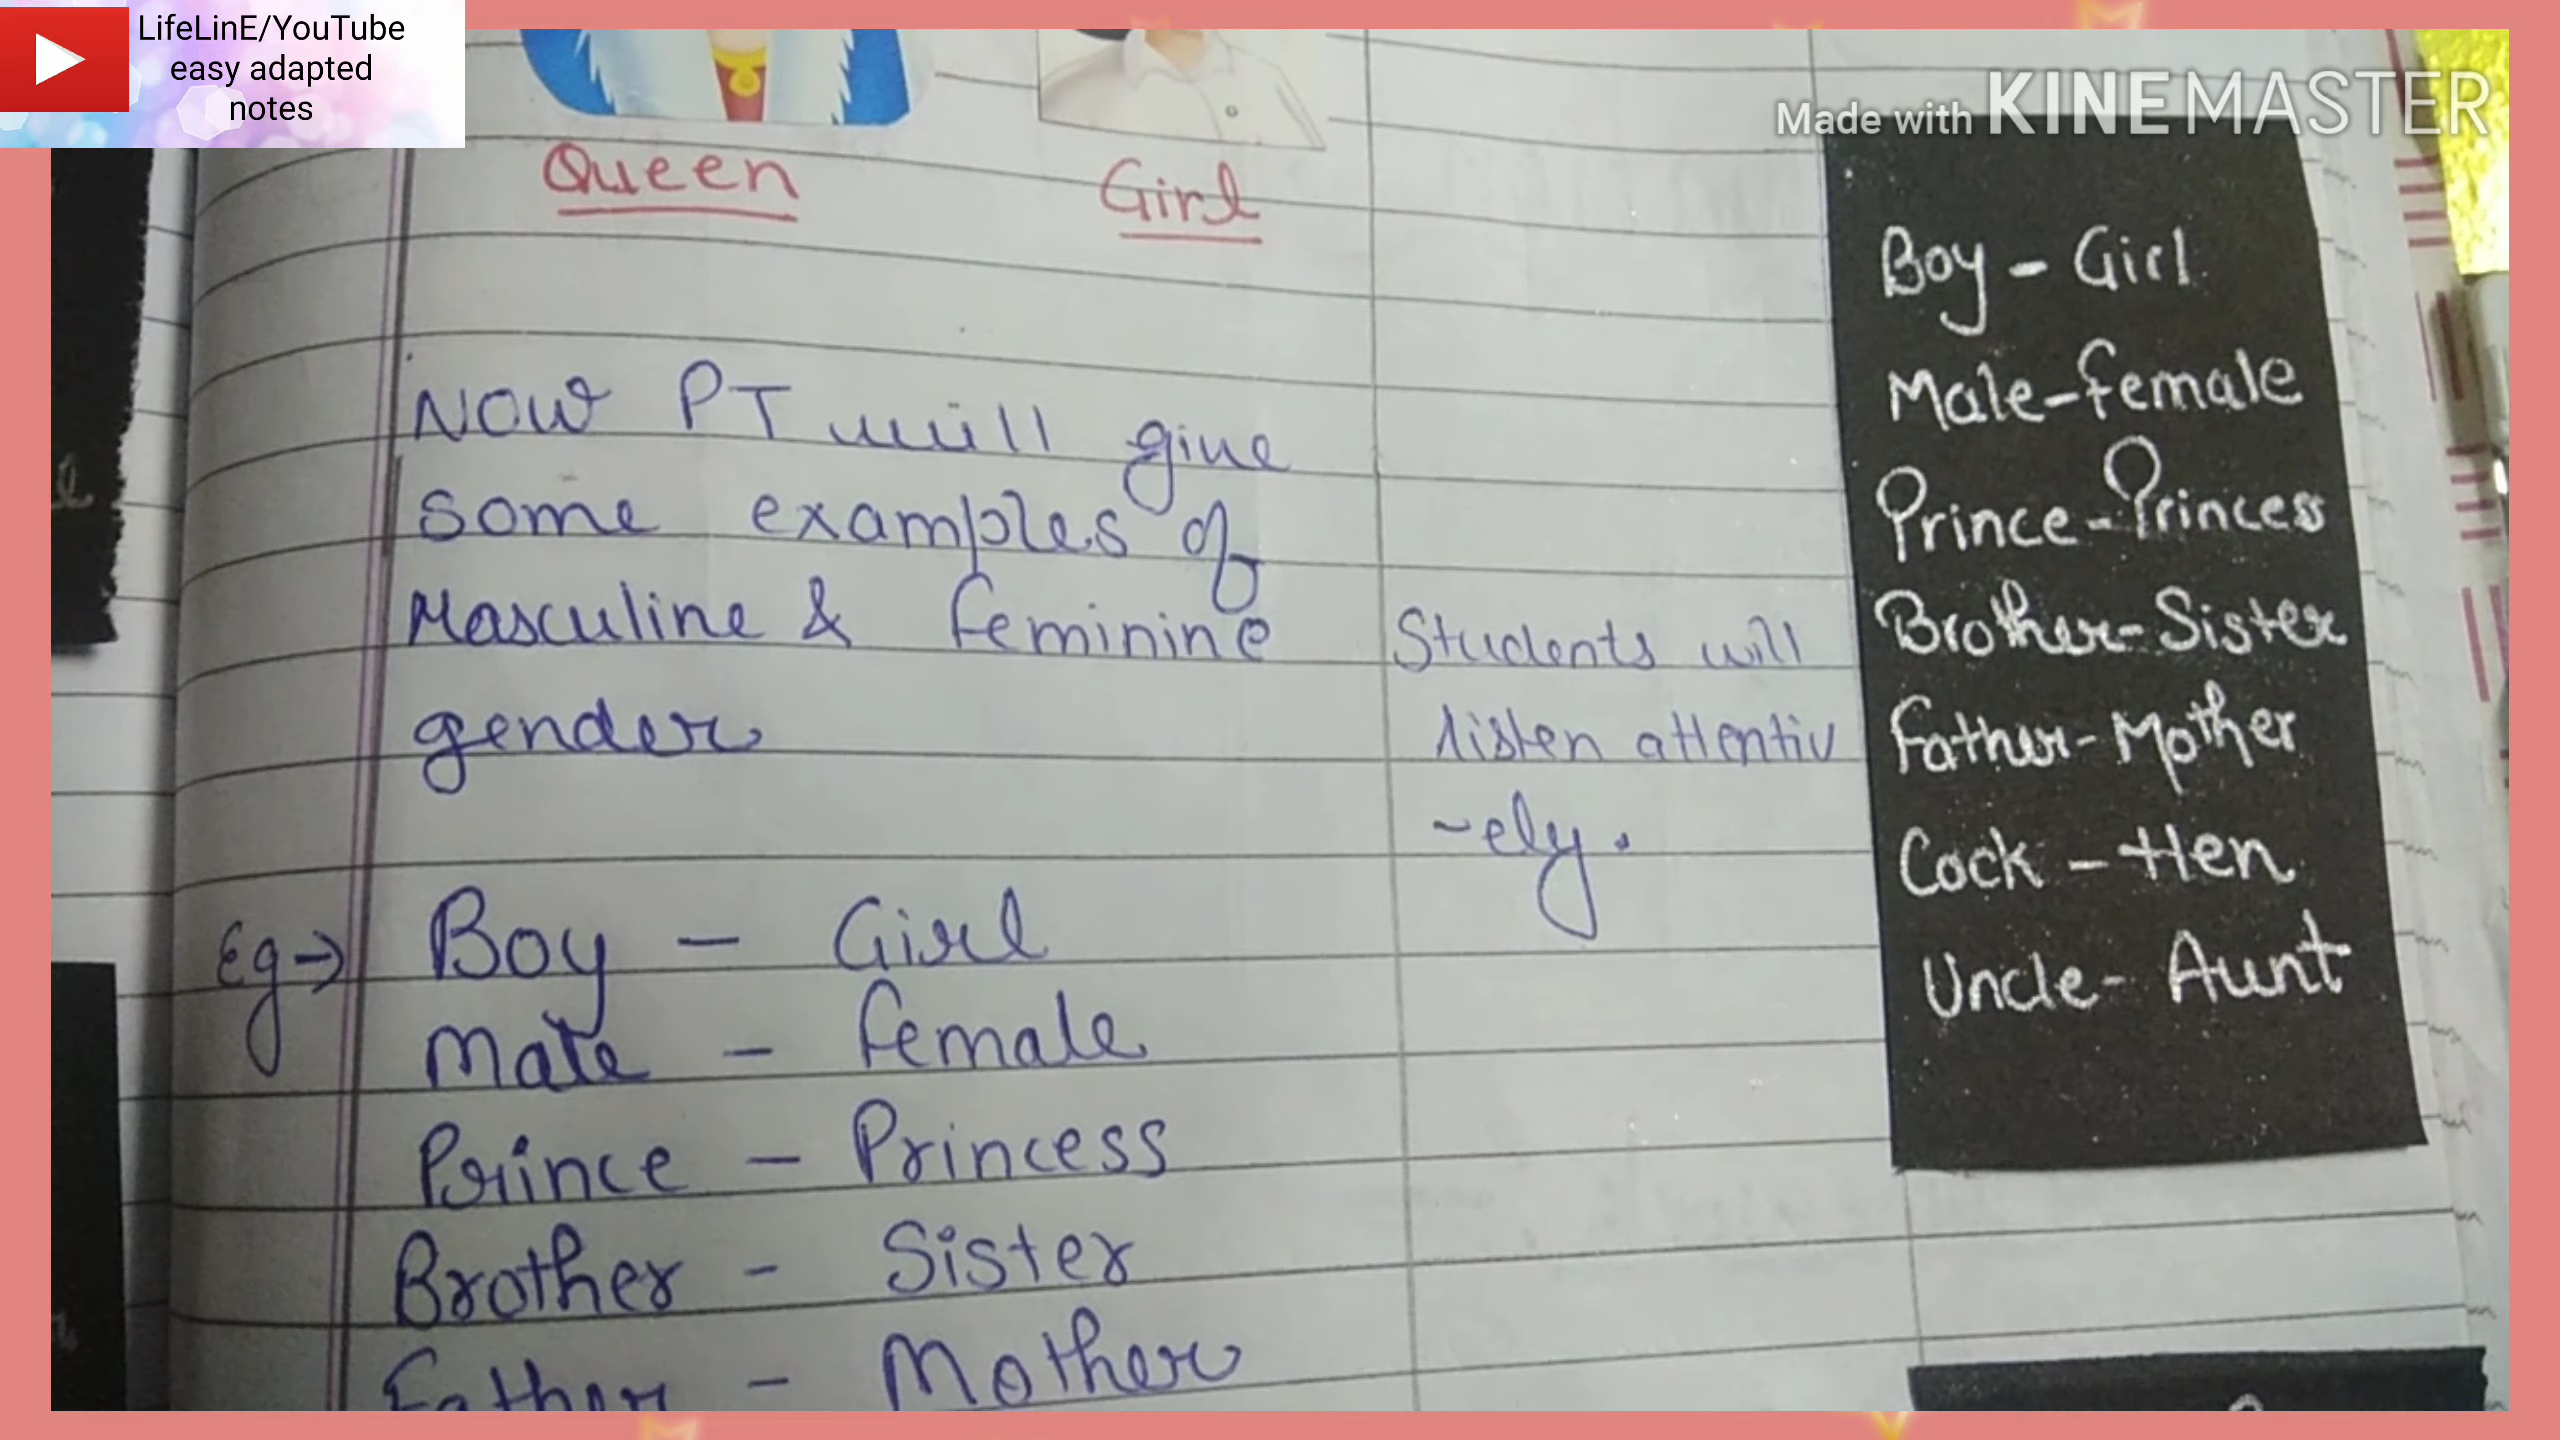 LifeLinE/YouTube
easy adapted
notes
Made with KINEMASTER
Queen
Girl
Now PT will give
some examples of
Masculine & feminine
gender
Students will
listen attentiv
-ely.
Eg → Boy - Girl
Male - female
Prince - Princess
Brother - Sister
Father - Mother
Boy - Girl
Male - female
Prince - Princess
Brother - Sister
Father - Mother
Cock - Hen
Uncle - Aunt